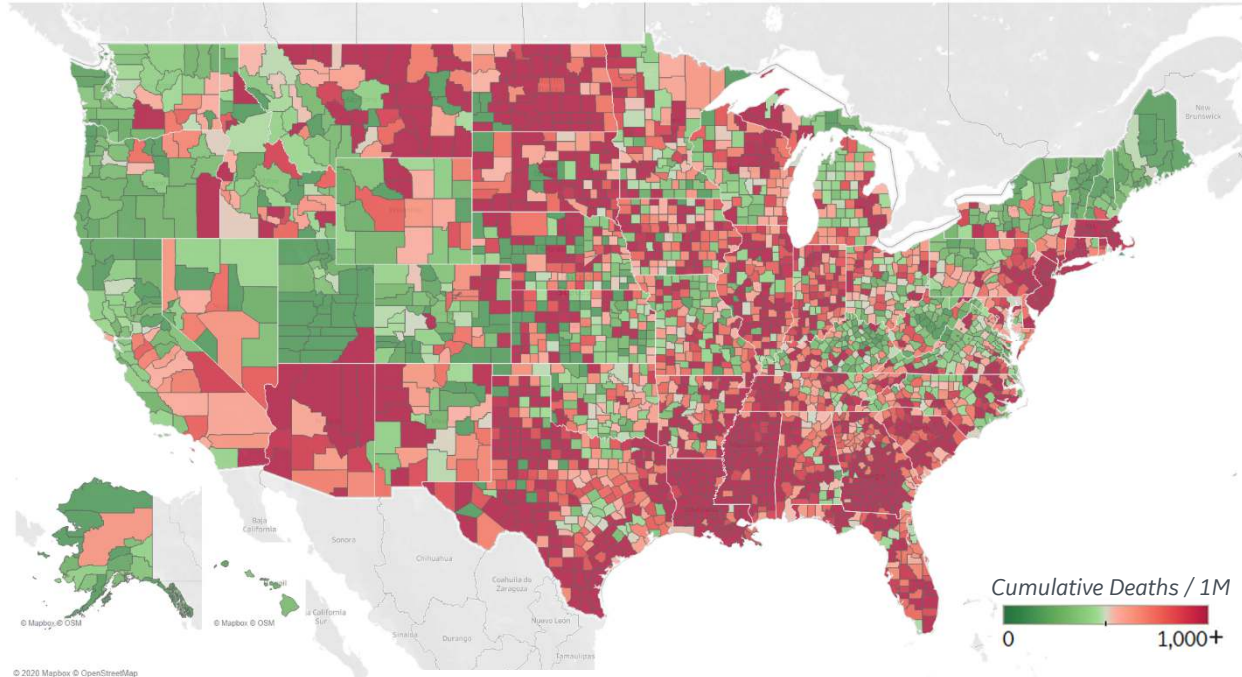 New
Brunswick
Baja
California
Sonora
Chihuahua
Coahuila de
Zaragoza
Nuevo León
Sinaloa
Durango
Tamaulipas
a California
Sur
Cumulative Deaths / 1M
0
1,000+
© Mapbox © OSM
© Mapbox © OSM
© 2020 Mapbox © OpenStreetMap